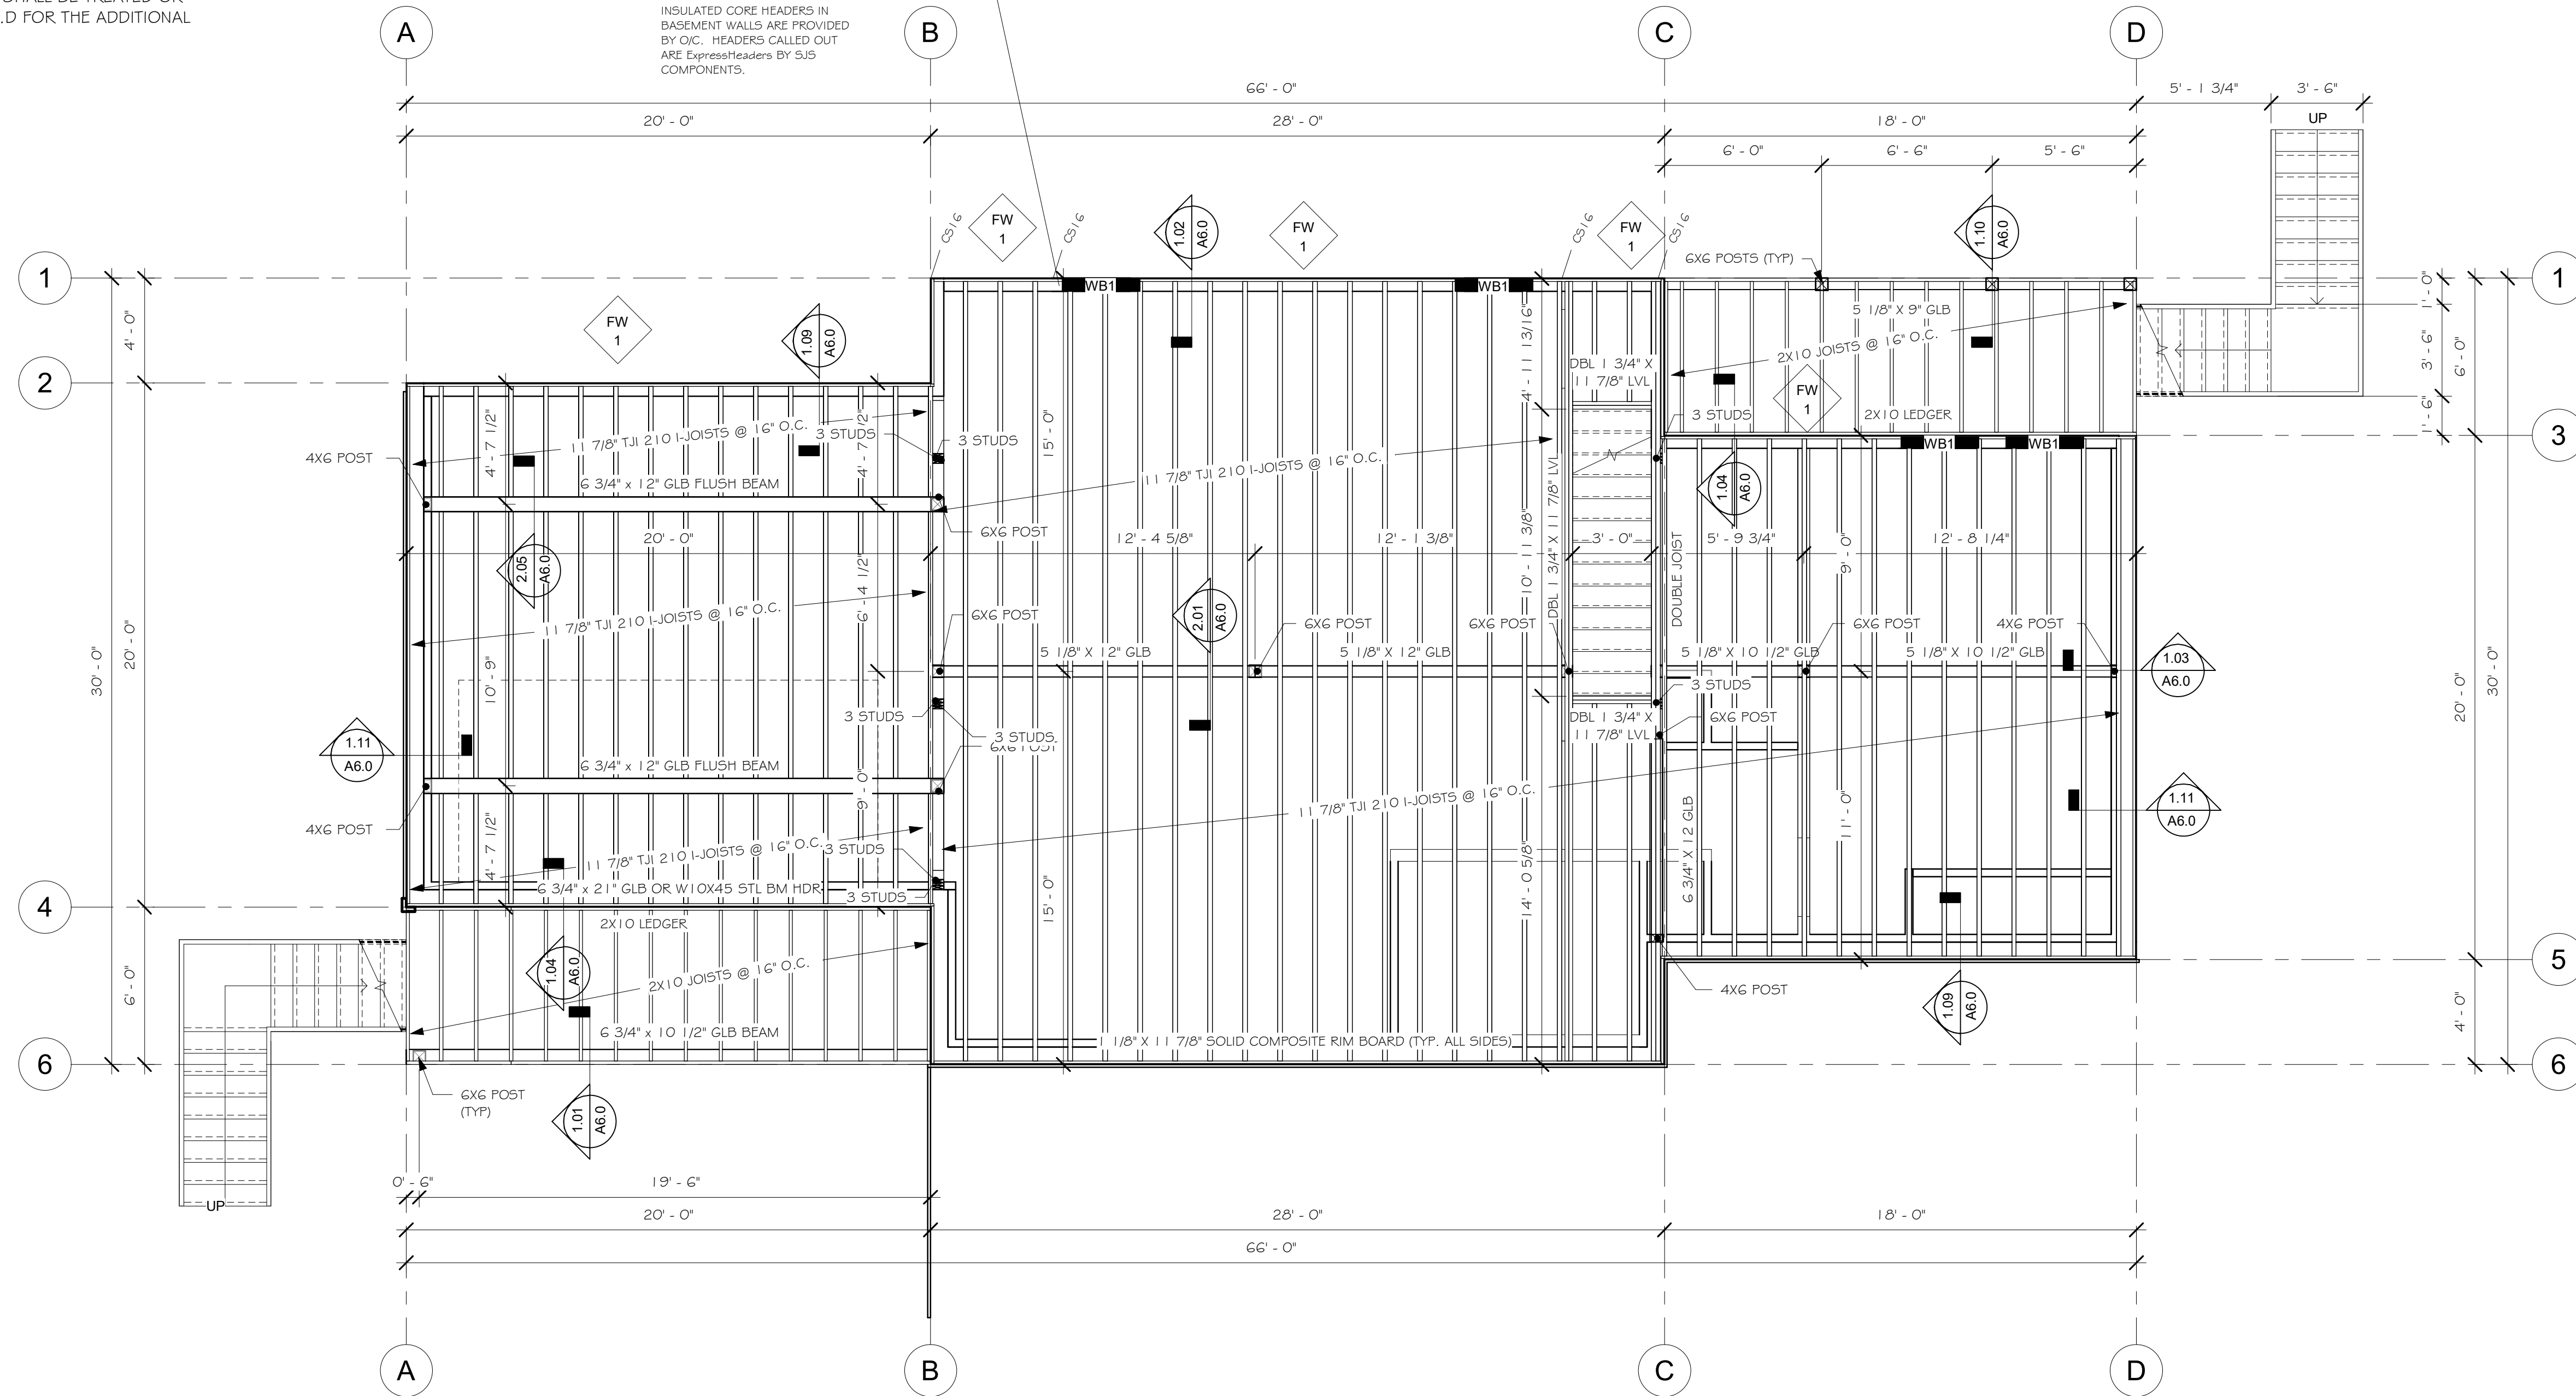 SHALL BE TREATED OR
.D FOR THE ADDITIONAL
INSULATED CORE HEADERS IN
BASEMENT WALLS ARE PROVIDED
BY O/C. HEADERS CALLED OUT
ARE ExpressHeaders BY SJS
COMPONENTS.
A
B
C
D
66' - 0"
5' - 1 3/4"
3' - 6"
20' - 0"
28' - 0"
18' - 0"
UP
6' - 0"
6' - 6"
5' - 6"
CS16
FW
1
CS16
1.02
A6.0
FW
1
CS16
FW
1
CS16
1.10
A6.0
6X6 POSTS (TYP)
1
1
WB1
WB1
FW
1
1.09
A6.0
5 1/8" X 9" GLB
2X10 JOISTS @ 16" O.C.
1' - 0"
3' - 6"
6' - 0"
1' - 6"
4' - 0"
4' - 11 13/16"
DBL 1 3/4" X
11 7/8" LVL
FW
1
2
3 STUDS
2X10 LEDGER
3
WB1
WB1
4' - 7 1/2"
11 7/8" TJI 210 I-JOISTS @ 16" O.C.
4' - 7 1/2"
3 STUDS
3 STUDS
15' - 0"
4X6 POST
11 7/8" TJI 210 I-JOISTS @ 16" O.C.
6 3/4" x 12" GLB FLUSH BEAM
1.04
A6.0
6X6 POST
20' - 0"
12' - 4 5/8"
12' - 1 3/8"
3' - 0"
5' - 9 3/4"
12' - 8 1/4"
10' - 11 3/8"
DBL 1 3/4" X 11 7/8" LVL
DOUBLE JOIST
9' - 0"
2.05
A6.0
6' - 4 1/2"
11 7/8" TJI 210 I-JOISTS @ 16" O.C.
2.01
A6.0
6X6 POST
6X6 POST
6X6 POST
6X6 POST
4X6 POST
5 1/8" X 12" GLB
5 1/8" X 12" GLB
5 1/8" X 10 1/2" GLB
5 1/8" X 10 1/2" GLB
1.03
A6.0
30' - 0"
20' - 0"
20' - 0"
30' - 0"
10' - 9"
3 STUDS
3 STUDS
3 STUDS
6X6 POST
6X6 POST
DBL 1 3/4" X
11 7/8" LVL
1.11
A6.0
6 3/4" x 12" GLB FLUSH BEAM
9' - 0"
11 7/8" TJI 210 I-JOISTS @ 16" O.C.
1.11
A6.0
4X6 POST
4' - 7 1/2"
11 7/8" TJI 210 I-JOISTS @ 16" O.C.
3 STUDS
6 3/4" X 12 GLB
11' - 0"
6 3/4" x 21" GLB OR W10X45 STL BM HDR
3 STUDS
15' - 0"
14' - 0 5/8"
4
2X10 LEDGER
5
1.04
A6.0
2X10 JOISTS @ 16" O.C.
4X6 POST
6' - 0"
1.09
A6.0
4' - 0"
6 3/4" x 10 1/2" GLB BEAM
1 1/8" X 11 7/8" SOLID COMPOSITE RIM BOARD (TYP. ALL SIDES)
6
6
6X6 POST
(TYP)
1.01
A6.0
0' - 6"
19' - 6"
UP
20' - 0"
28' - 0"
18' - 0"
66' - 0"
A
B
C
D